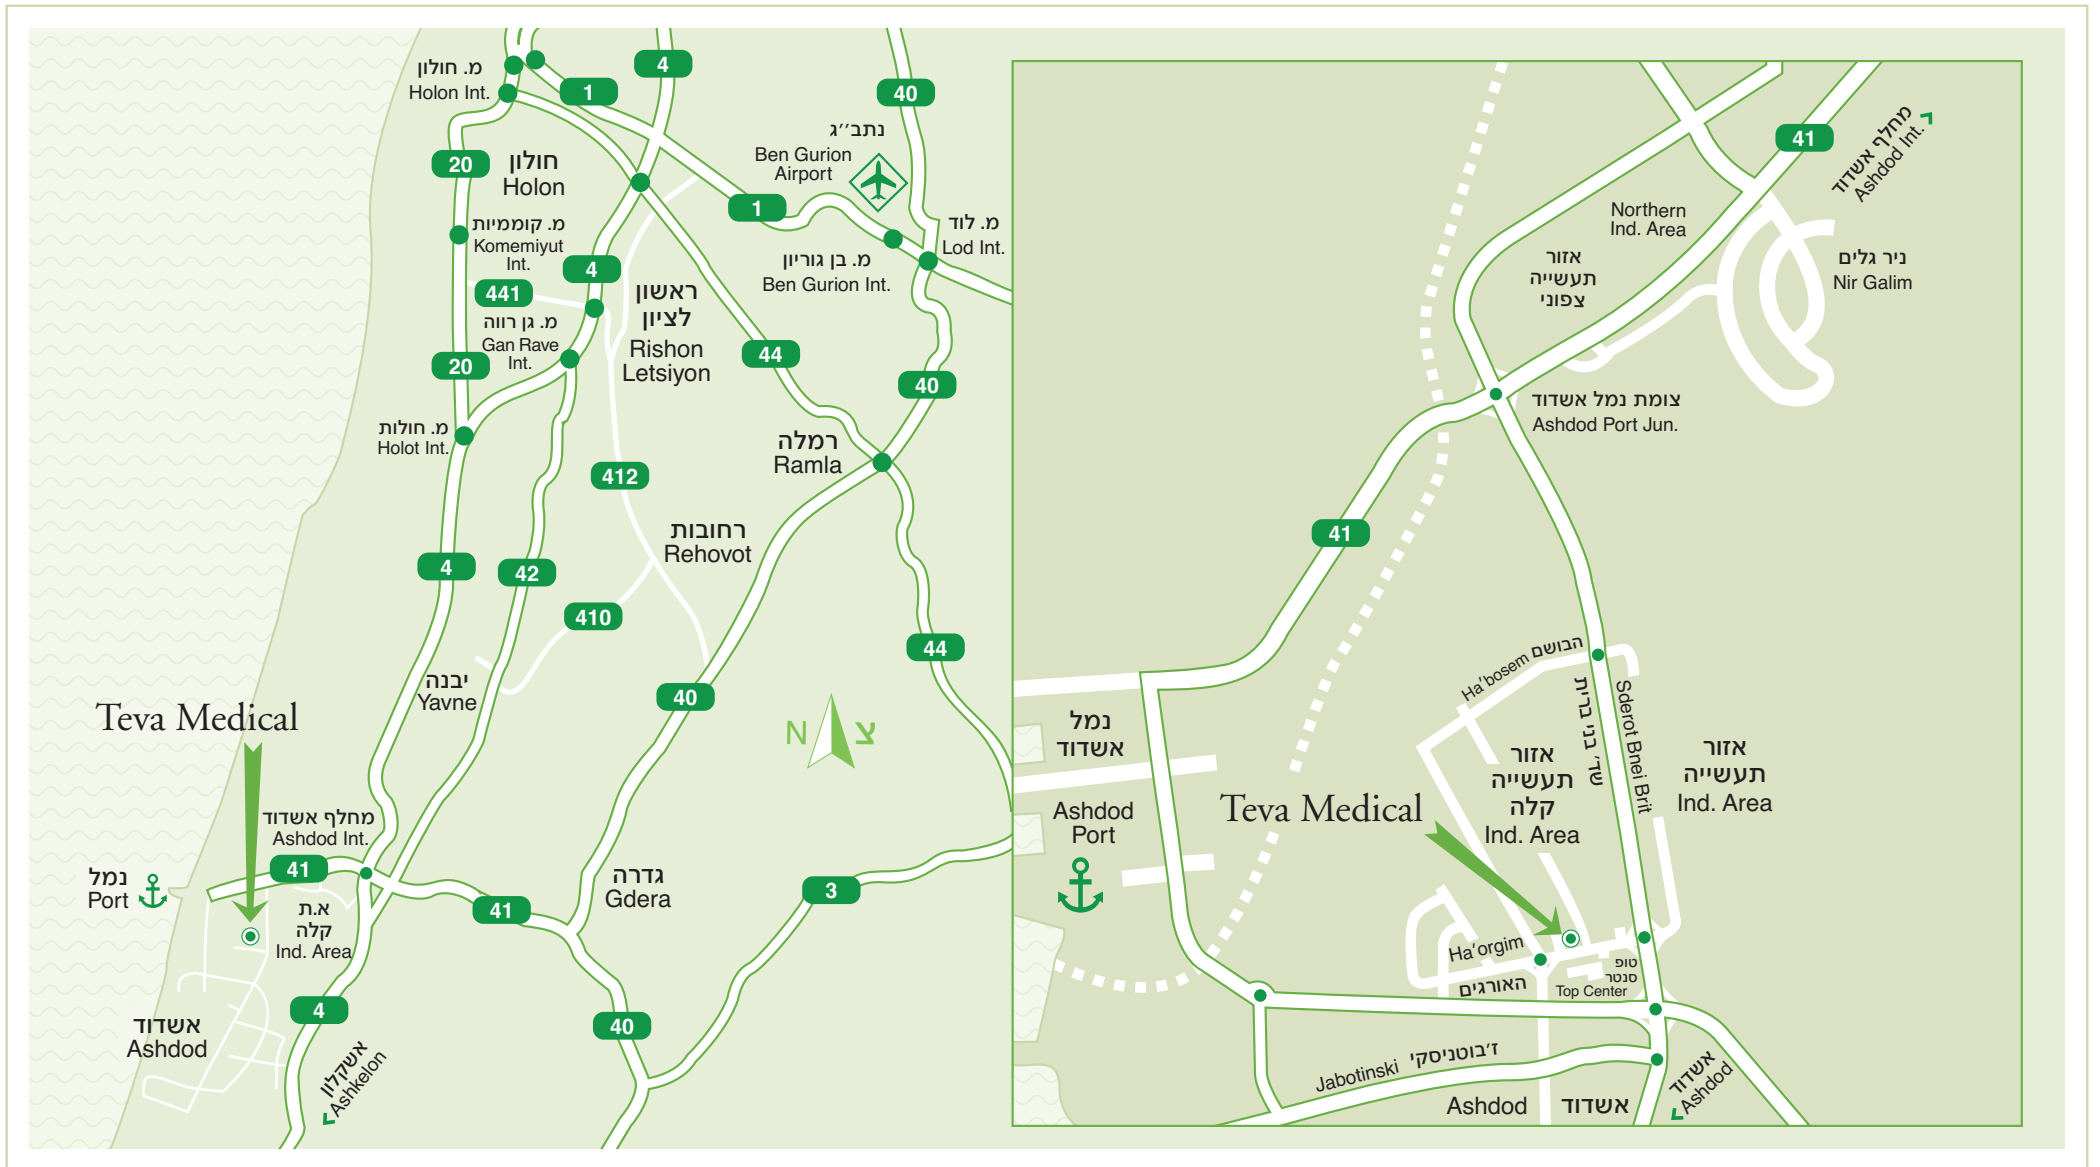 מ. חולון
Holon Int.
1
4
40
נתב''ג
Ben Gurion
Airport
20
חולון
Holon
1
מ. קוממיות
Komemiyut
Int.
מ. לוד
Lod Int.
4
441
מ. בן גוריון
Ben Gurion Int.
ראשון
לציון
Rishon
Letsiyon
מ. גן רווה
Gan Rave
Int.
20
44
40
מ. חולות
Holot Int.
רמלה
Ramla
412
רחובות
Rehovot
4
42
410
44
יבנה
Yavne
40
Teva Medical
N
צ
מחלף אשדוד
Ashdod Int.
41
נמל
Port
א.ת
קלה
Ind. Area
41
גדרה
Gdera
3
4
40
אשדוד
Ashdod
אשקלון
Ashkelon
41
מחלף אשדוד
Ashdod Int.
Northern
Ind. Area
אזור
תעשייה
צפוני
ניר גלים
Nir Galim
צומת נמל אשדוד
Ashdod Port Jun.
41
Ha'bosem הבושם
שד' בני ברית
Sderot Bnei Brit
נמל
אשדוד
Ashdod
Port
אזור
תעשייה
קלה
Ind. Area
אזור
תעשייה
Ind. Area
Teva Medical
Ha'orgim
האורגים
טופ
סנטר
Top Center
Jabotinski ז'בוטניסקי
Ashdod אשדוד
אשדוד
Ashdod